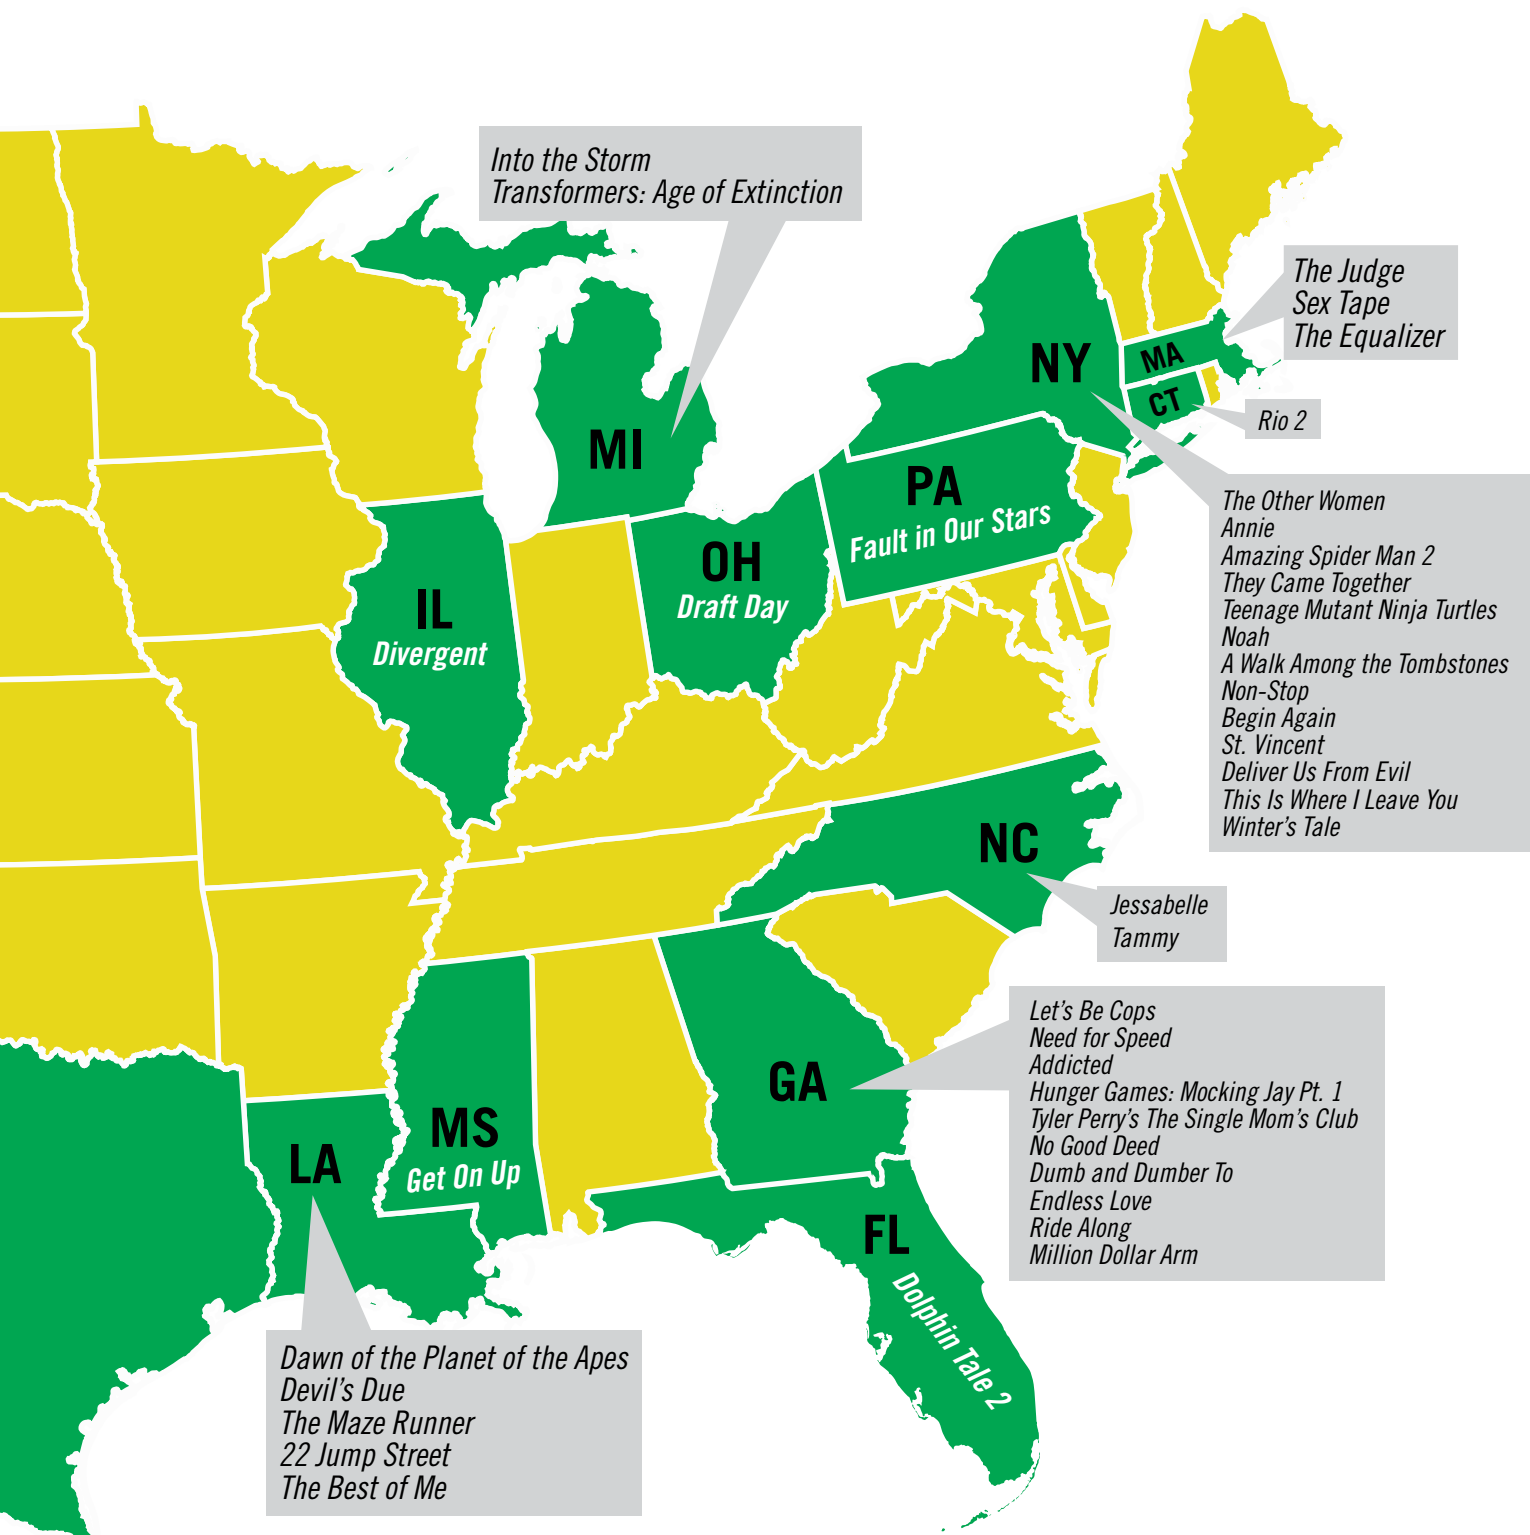 Into the Storm
Transformers: Age of Extinction
MI
The Judge
Sex Tape
The Equalizer
NY
MA
CT
Rio 2
PA
Fault in Our Stars
OH
Draft Day
IL
Divergent
The Other Women
Annie
Amazing Spider Man 2
They Came Together
Teenage Mutant Ninja Turtles
Noah
A Walk Among the Tombstones
Non-Stop
Begin Again
St. Vincent
Deliver Us From Evil
This Is Where I Leave You
Winter's Tale
NC
Jessabelle
Tammy
GA
Let's Be Cops
Need for Speed
Addicted
Hunger Games: Mocking Jay Pt. 1
Tyler Perry's The Single Mom's Club
No Good Deed
Dumb and Dumber To
Endless Love
Ride Along
Million Dollar Arm
MS
Get On Up
LA
FL
Dolphin Tale 2
Dawn of the Planet of the Apes
Devil's Due
The Maze Runner
22 Jump Street
The Best of Me